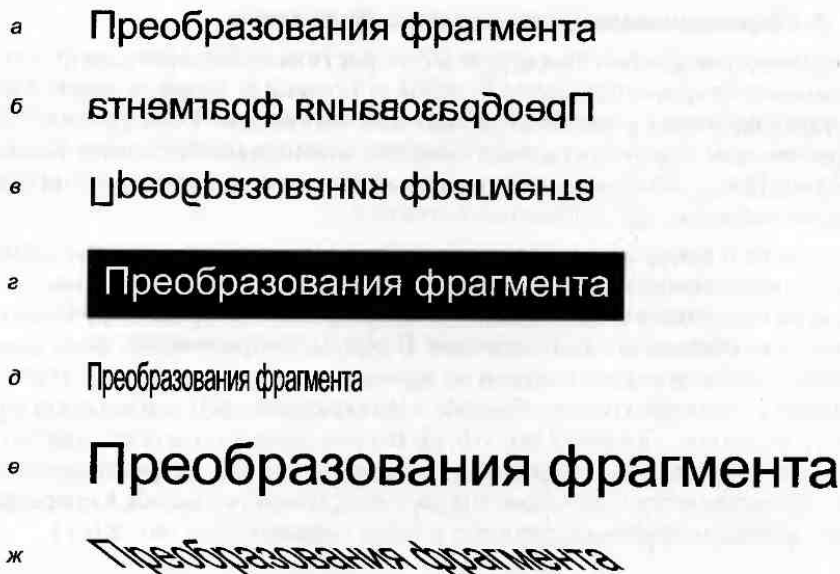 а Преобразования фрагмента
б Преобразования фрагмента
в Преобразования фрагмента
г Преобразования фрагмента
д Преобразования фрагмента
е Преобразования фрагмента
ж Преобразования фрагмента